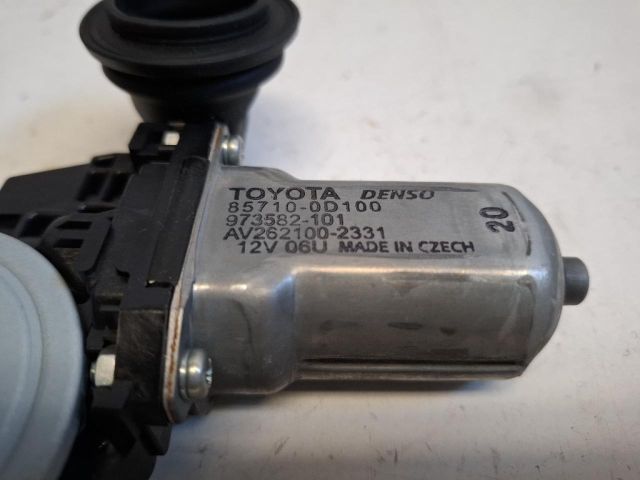 TOYOTA DENSO
85710-0D100
973582-101
AV262100-2331
12V 06U MADE IN CZECH
20